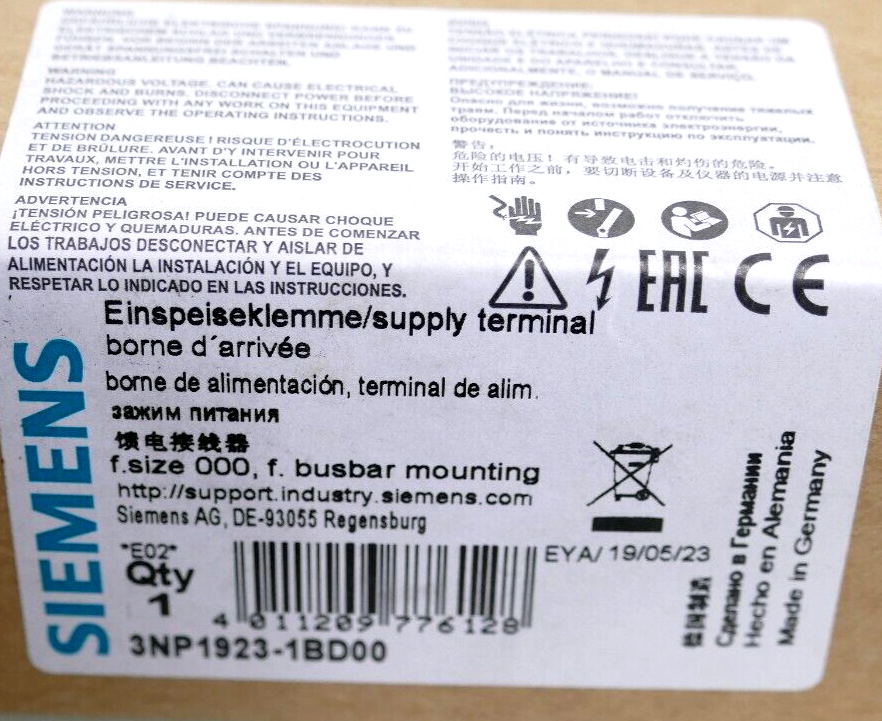 WARNING
HAZARDOUS VOLTAGE. CAN CAUSE ELECTRICAL
SHOCK AND BURNS. DISCONNECT POWER BEFORE
PROCEEDING WITH ANY WORK ON THIS EQUIPMENT
AND OBSERVE THE OPERATING INSTRUCTIONS.
ATTENTION
TENSION DANGEREUSE ! RISQUE D'ÉLECTROCUTION
ET DE BRÛLURE. AVANT D'Y INTERVENIR POUR
TRAVAUX, METTRE L'INSTALLATION OU L'APPAREIL
HORS TENSION, ET TENIR COMPTE DES
INSTRUCTIONS DE SERVICE.
ADVERTENCIA
¡TENSIÓN PELIGROSA! PUEDE CAUSAR CHOQUE
ELÉCTRICO Y QUEMADURAS. ANTES DE COMENZAR
LOS TRABAJOS DESCONECTAR Y AISLAR DE
ALIMENTACIÓN LA INSTALACIÓN Y EL EQUIPO, Y
RESPETAR LO INDICADO EN LAS INSTRUCCIONES.
ПРЕДУПРЕЖДЕНИЕ:
ВЫСОКОЕ НАПРЯЖЕНИЕ!
Опасно для жизни, возможно получение тяжелых
травм. Перед началом работ отключить
оборудование от источника электроэнергии,
прочесть и понять инструкцию по эксплуатации.
警告:
危险的电压! 有导致电击和灼伤的危险。
开始工作之前, 要切断设备及仪器的电源并注意
操作指南。
EAC CE
SIEMENS
Einspeiseklemme/supply terminal
borne d´arrivée
borne de alimentación, terminal de alim.
зажим питания
馈电接线器
f.size 000, f. busbar mounting
http://support.industry.siemens.com
Siemens AG, DE-93055 Regensburg
*E02*
Qty
1
4 011209 776128
3NP1923-1BD00
EYA/ 19/05/23
德国制造
Сделано в Германии
Hecho en Alemania
Made in Germany